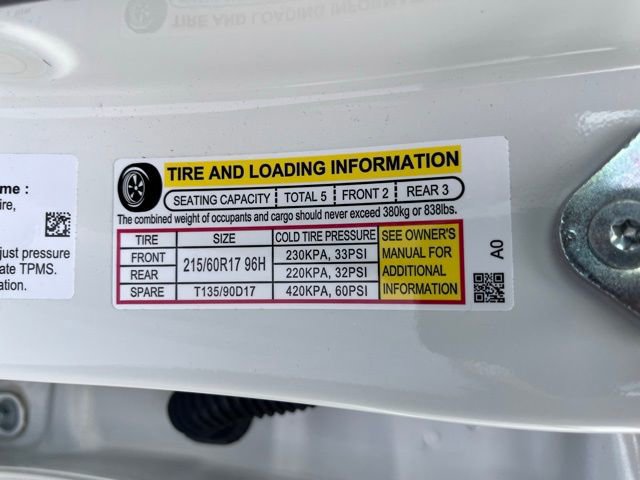 TIRE AND LOADING INFORMATION
SEATING CAPACITY TOTAL 5 FRONT 2 REAR 3
The combined weight of occupants and cargo should never exceed 380kg or 838lbs.
TIRE SIZE COLD TIRE PRESSURE SEE OWNER'S
FRONT 215/60R17 96H 230KPA, 33PSI MANUAL FOR
REAR 220KPA, 32PSI ADDITIONAL
SPARE T135/90D17 420KPA, 60PSI INFORMATION
A0
me :
ire,
just pressure
ate TPMS.
ation.